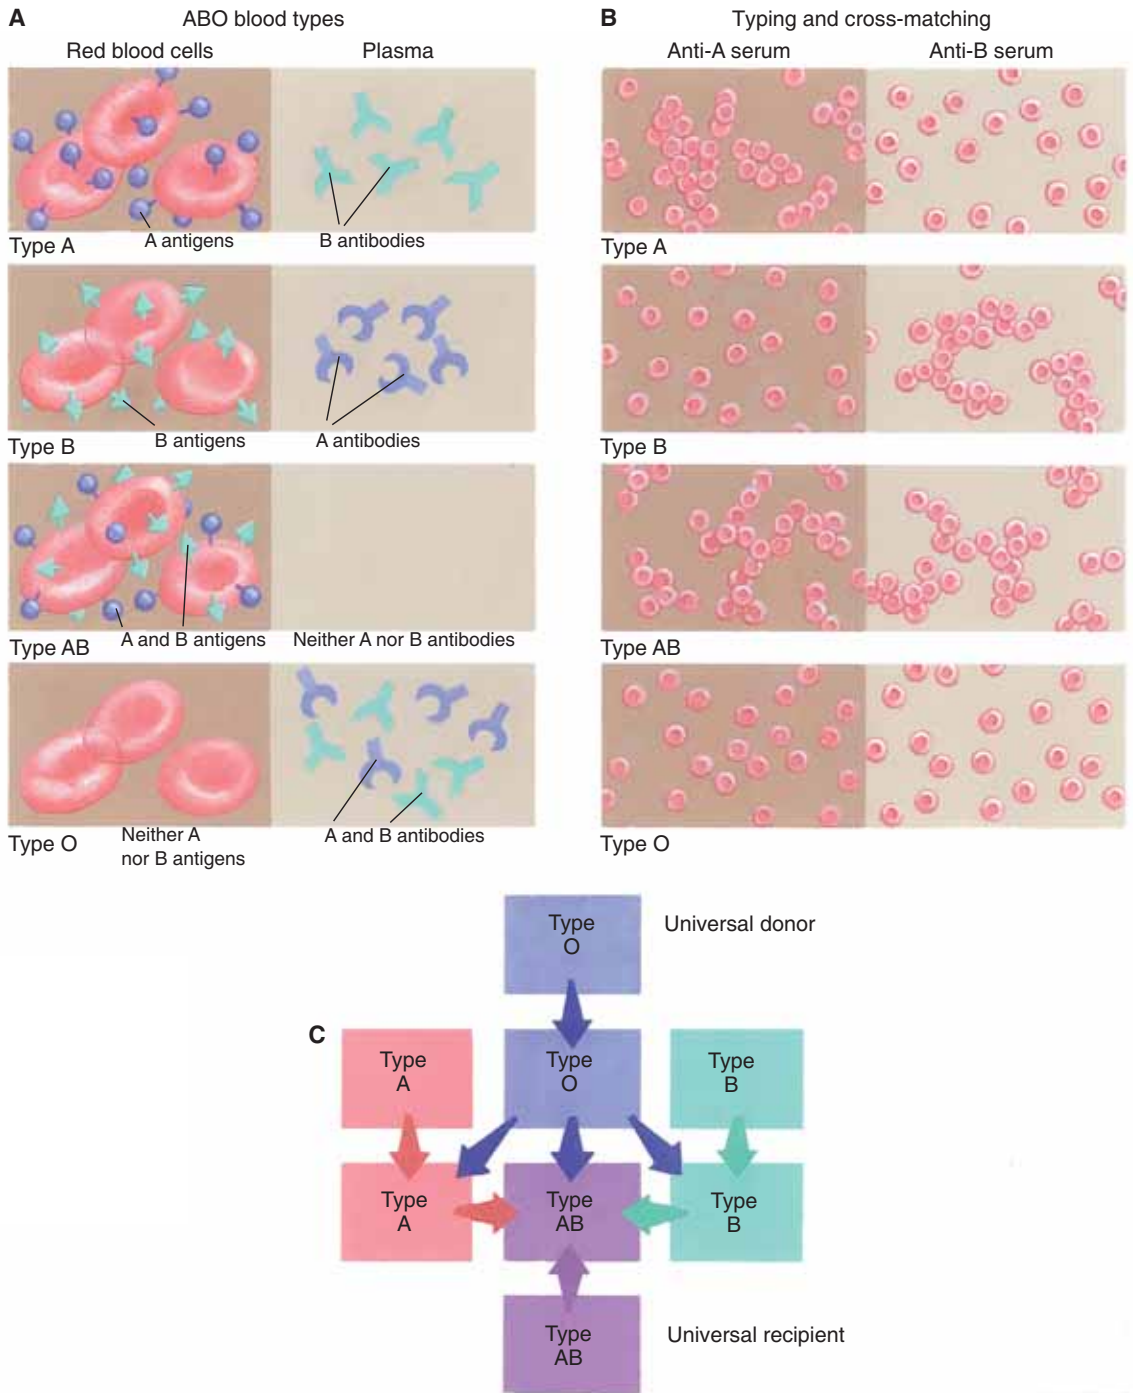 A
ABO blood types
Red blood cells
Plasma
A antigens
B antibodies
Type A
B antigens
A antibodies
Type B
A and B antigens
Neither A nor B antibodies
Type AB
Neither A
nor B antigens
A and B antibodies
Type O
B
Typing and cross-matching
Anti-A serum
Anti-B serum
Type A
Type B
Type AB
Type O
C
Type
O
Universal donor
Type
A
Type
O
Type
B
Type
A
Type
AB
Type
B
Type
AB
Universal recipient